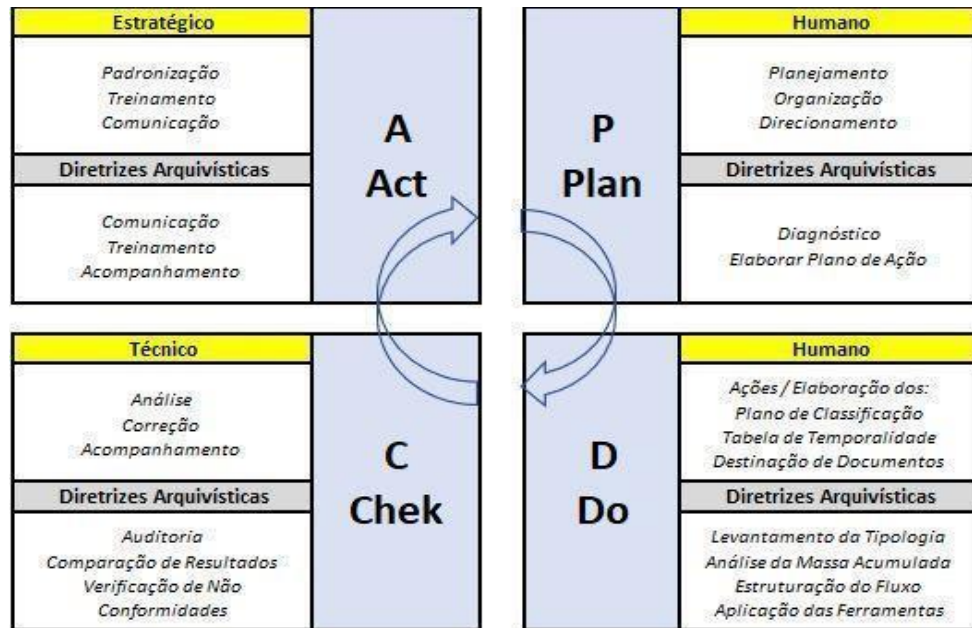 Estratégico
Padronização
Treinamento
Comunicação
Diretrizes Arquivísticas
Comunicação
Treinamento
Acompanhamento
A
Act
P
Plan
Humano
Planejamento
Organização
Direcionamento
Diretrizes Arquivísticas
Diagnóstico
Elaborar Plano de Ação
Técnico
Análise
Correção
Acompanhamento
Diretrizes Arquivísticas
Auditoria
Comparação de Resultados
Verificação de Não
Conformidades
C
Chek
D
Do
Humano
Ações / Elaboração dos:
Plano de Classificação
Tabela de Temporalidade
Destinação de Documentos
Diretrizes Arquivísticas
Levantamento da Tipologia
Análise da Massa Acumulada
Estruturação do Fluxo
Aplicação das Ferramentas